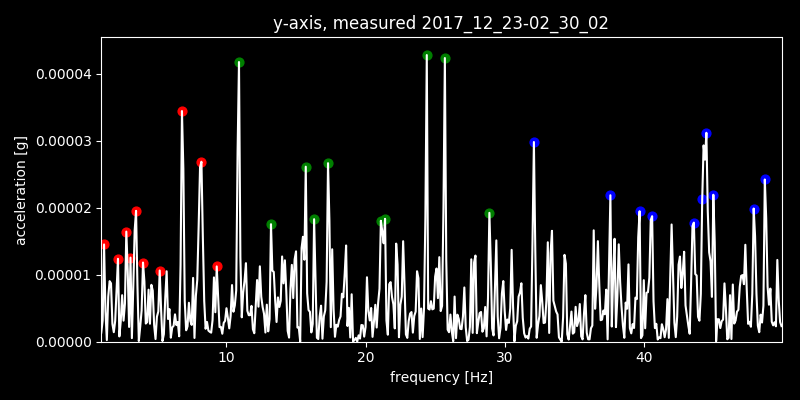 y-axis, measured 2017_12_23-02_30_02
0.00004
0.00003
0.00002
0.00001
0.00000
acceleration [g]
10 20 30 40
frequency [Hz]